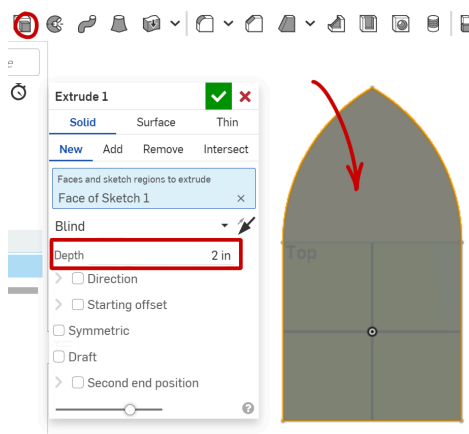 Extrude 1
Solid Surface Thin
New Add Remove Intersect
Faces and sketch regions to extrude
Face of Sketch 1
Blind
Depth 2 in
Direction
Starting offset
Symmetric
Draft
Second end position
Top